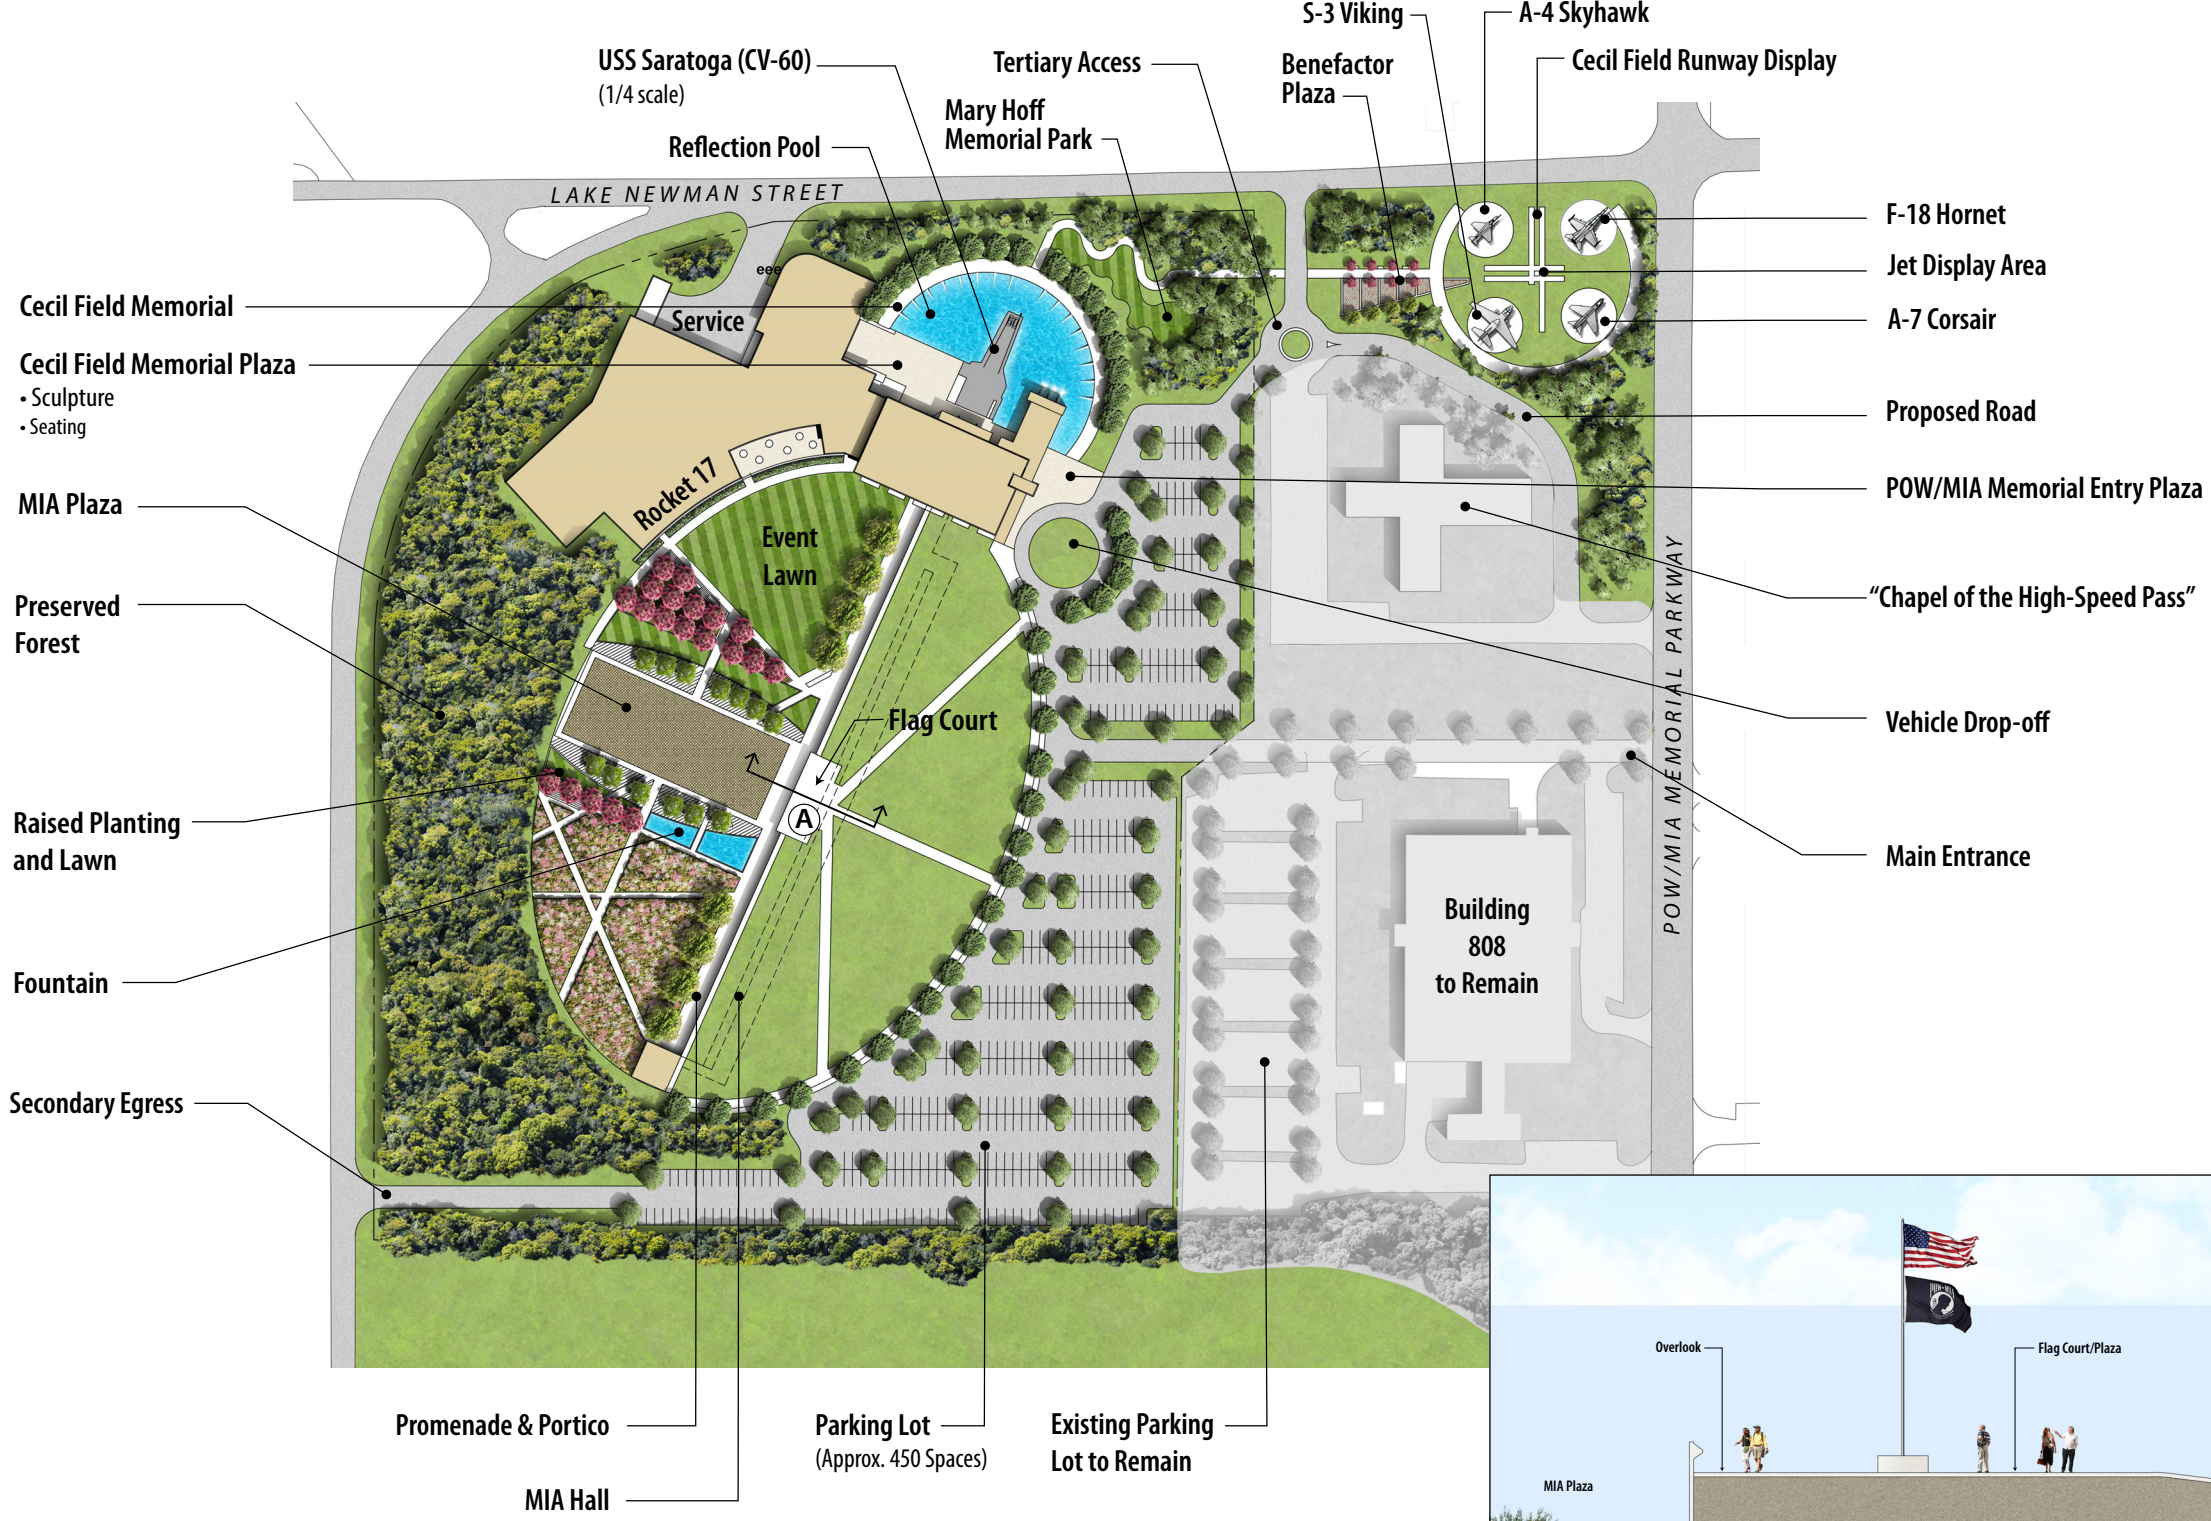 S-3 Viking
A-4 Skyhawk
USS Saratoga (CV-60)
(1/4 scale)
Tertiary Access
Benefactor
Plaza
Cecil Field Runway Display
Mary Hoff
Memorial Park
Reflection Pool
LAKE NEWMAN STREET
F-18 Hornet
eee
Jet Display Area
Cecil Field Memorial
Service
A-7 Corsair
Cecil Field Memorial Plaza
• Sculpture
• Seating
Proposed Road
Rocket 17
MIA Plaza
POW/MIA Memorial Entry Plaza
Event
Lawn
Preserved
Forest
“Chapel of the High-Speed Pass”
POW/MIA MEMORIAL PARKWAY
Flag Court
Vehicle Drop-off
A
Raised Planting
and Lawn
Main Entrance
Building
808
to Remain
Fountain
Secondary Egress
Promenade & Portico
Parking Lot
(Approx. 450 Spaces)
Existing Parking
Lot to Remain
MIA Hall
POW★MIA
Overlook
Flag Court/Plaza
MIA Plaza